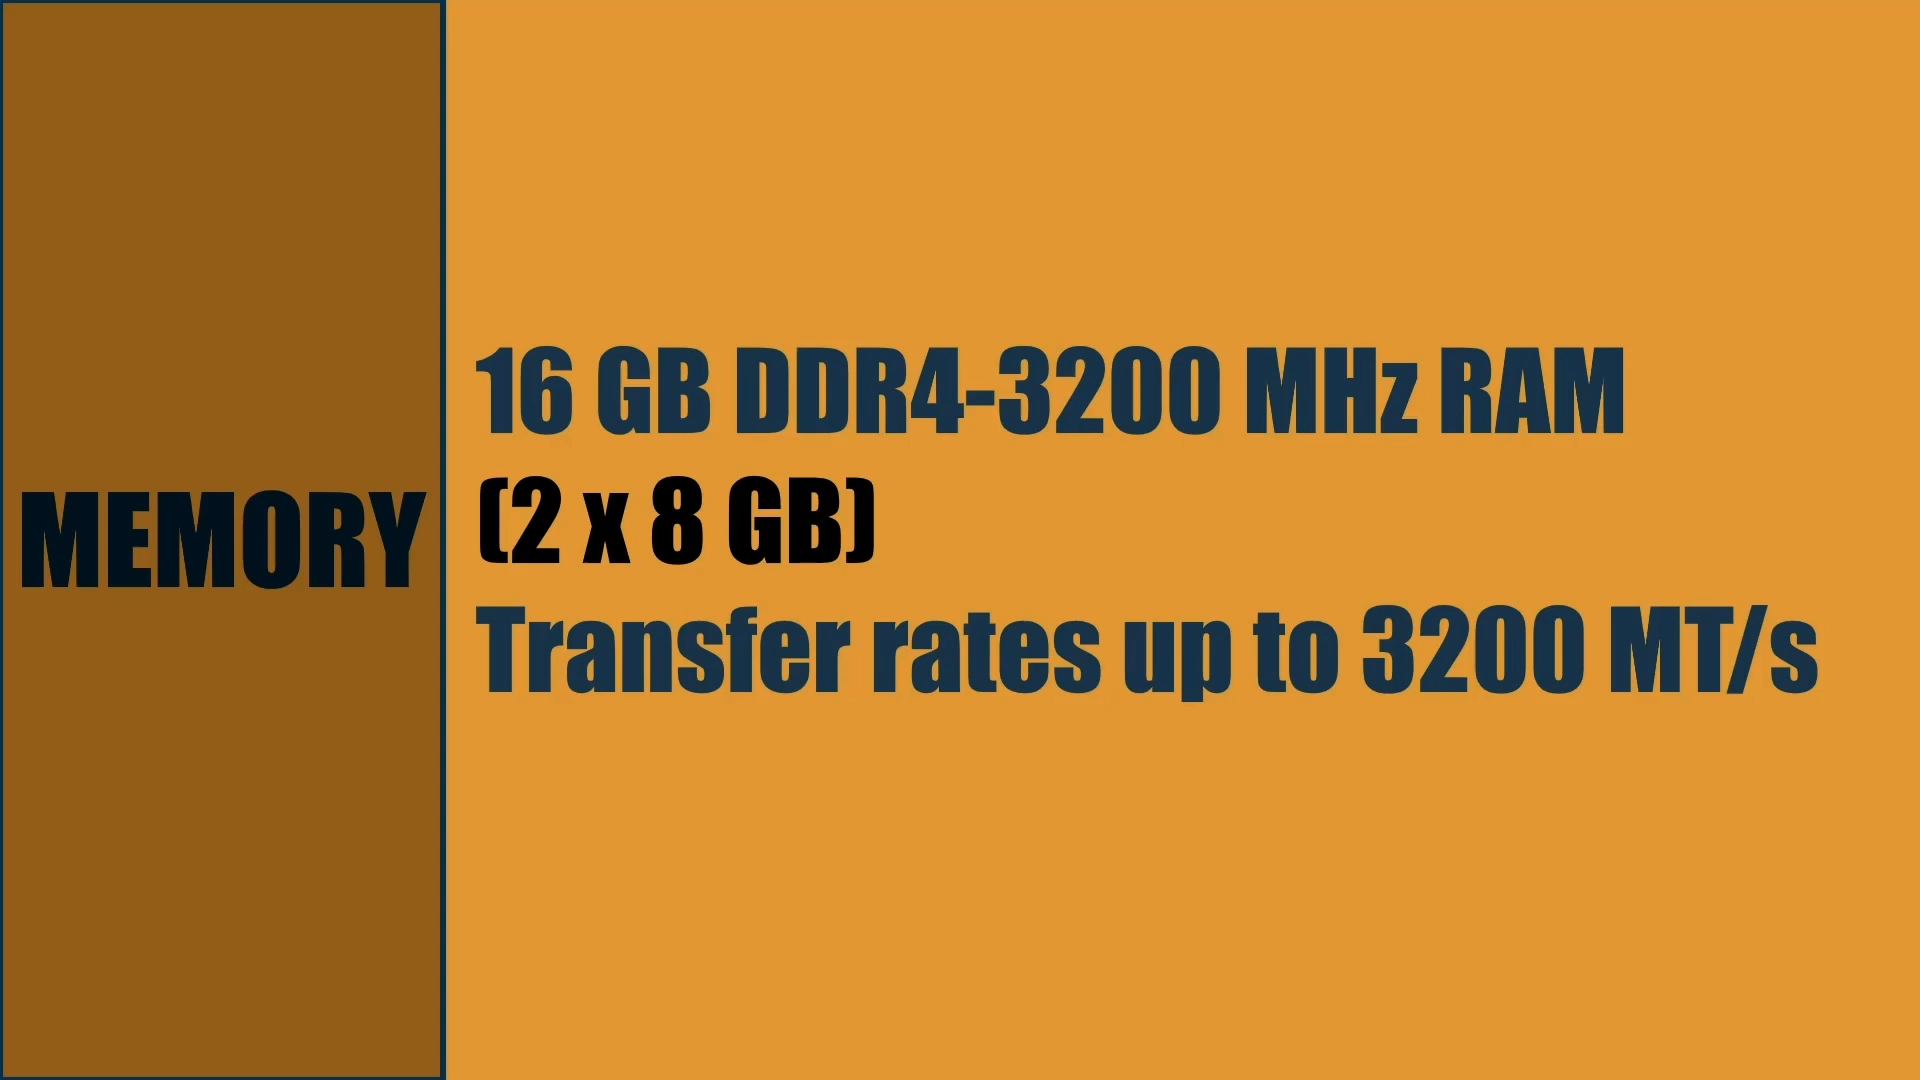 MEMORY
16 GB DDR4-3200 MHz RAM
(2 x 8 GB)
Transfer rates up to 3200 MT/s